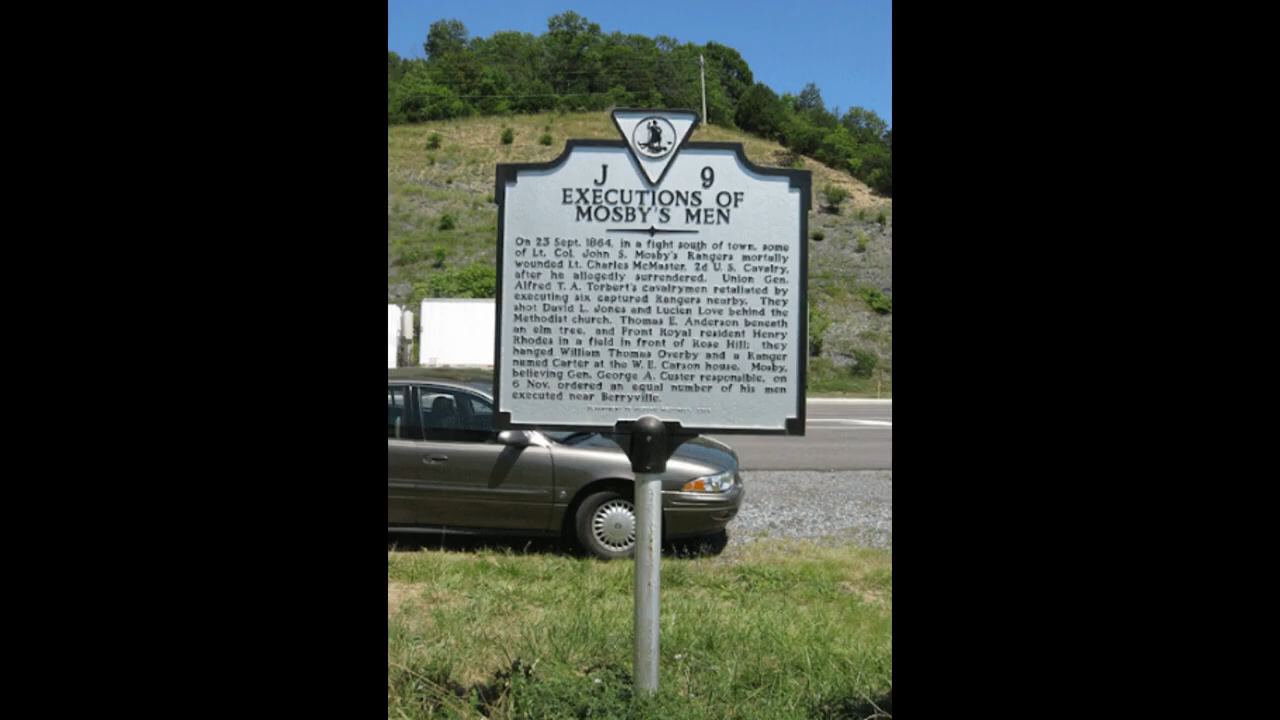 J 9
EXECUTIONS OF
MOSBY'S MEN
On 23 Sept. 1864, in a fight south of town, some
of Lt. Col. John S. Mosby's Rangers mortally
wounded Lt. Charles McMaster, 2d U. S. Cavalry,
after he allegedly surrendered. Union Gen.
Alfred T. A. Torbert's cavalrymen retaliated by
executing six captured Rangers nearby. They
shot David L. Jones and Lucien Love behind the
Methodist church, Thomas E. Anderson beneath
an elm tree, and Front Royal resident Henry
Rhodes in a field in front of Rose Hill; they
hanged William Thomas Overby and a Ranger
named Carter at the W. E. Carson house. Mosby,
believing Gen. George A. Custer responsible, on
6 Nov. ordered an equal number of his men
executed near Berryville.